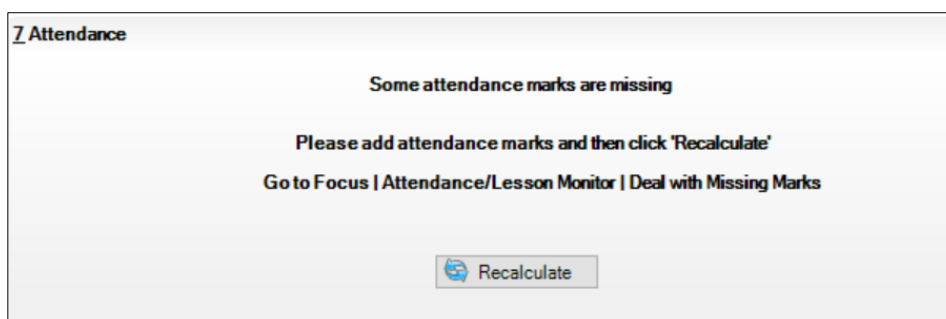 7 Attendance
Some attendance marks are missing
Please add attendance marks and then click 'Recalculate'
Go to Focus | Attendance/Lesson Monitor | Deal with Missing Marks
Recalculate